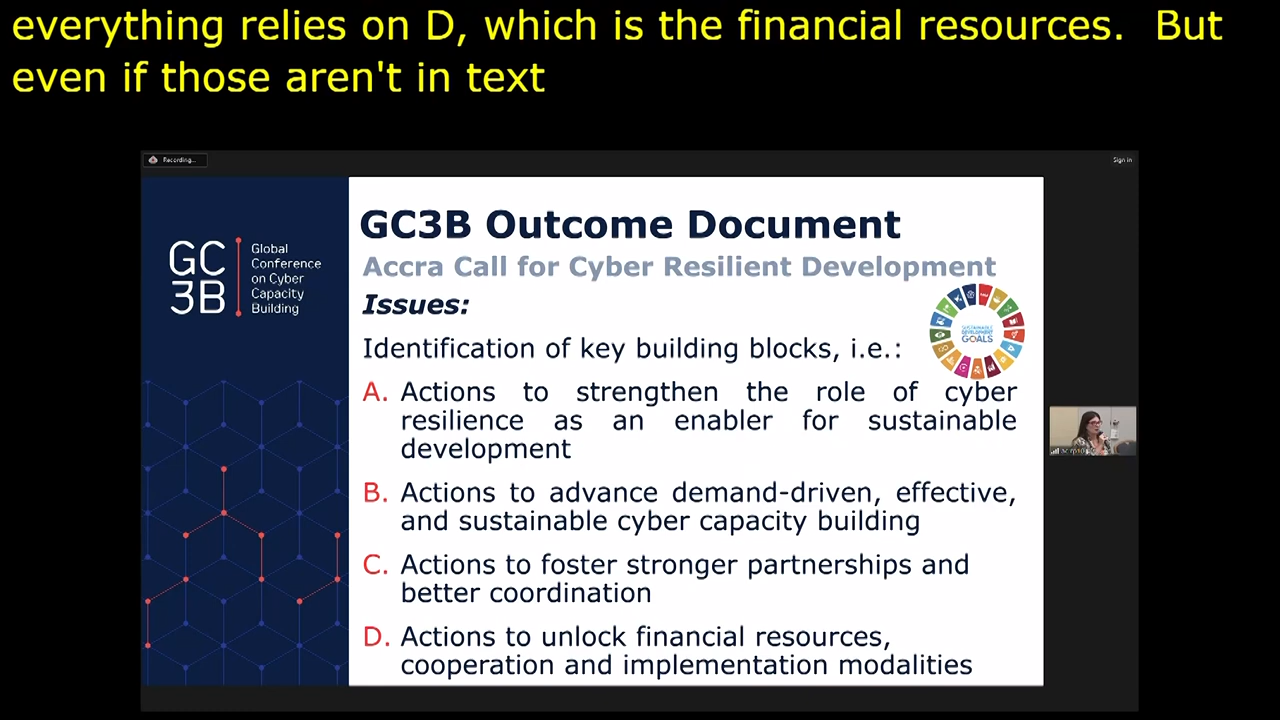 everything relies on D, which is the financial resources.  But
even if those aren't in text
Recording...
Sign in
GC
3B
Global
Conference
on Cyber
Capacity
Building
GC3B Outcome Document
Accra Call for Cyber Resilient Development
Issues:
SUSTAINABLE
DEVELOPMENT
GOALS
Identification of key building blocks, i.e.:
A. Actions to strengthen the role of cyber
resilience as an enabler for sustainable
development
B. Actions to advance demand-driven, effective,
and sustainable cyber capacity building
C. Actions to foster stronger partnerships and
better coordination
D. Actions to unlock financial resources,
cooperation and implementation modalities